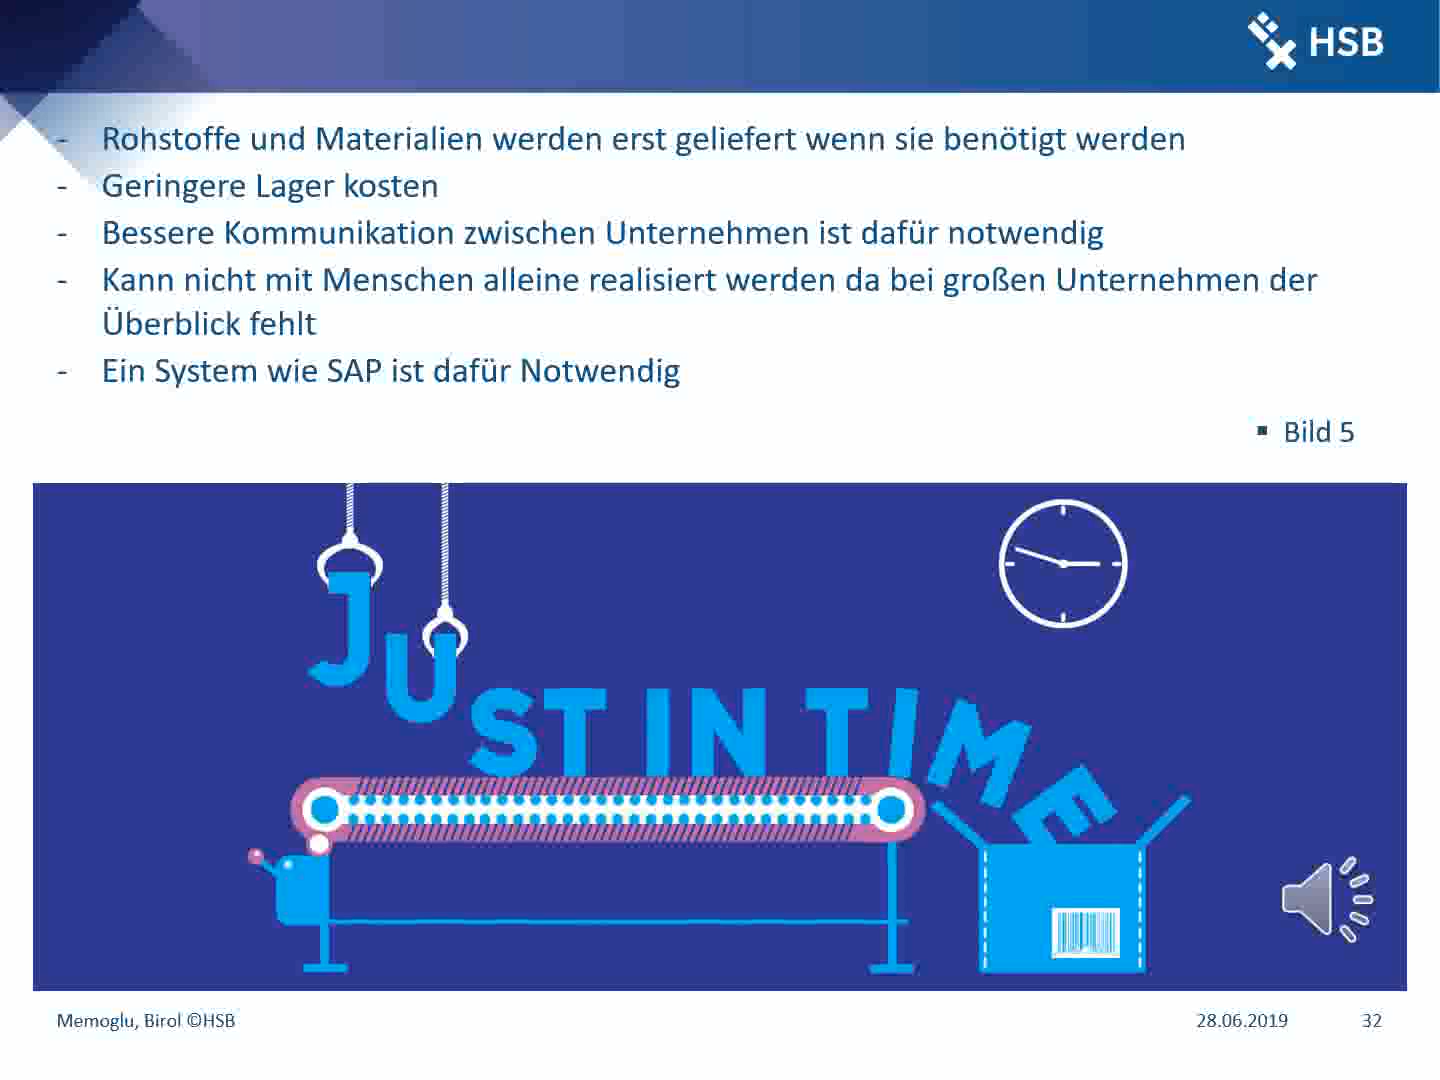 HSB
- Rohstoffe und Materialien werden erst geliefert wenn sie benötigt werden
- Geringere Lager kosten
- Bessere Kommunikation zwischen Unternehmen ist dafür notwendig
- Kann nicht mit Menschen alleine realisiert werden da bei großen Unternehmen der
Überblick fehlt
- Ein System wie SAP ist dafür Notwendig
▪ Bild 5
JUST IN TIME
Memoglu, Birol ©HSB 28.06.2019 32